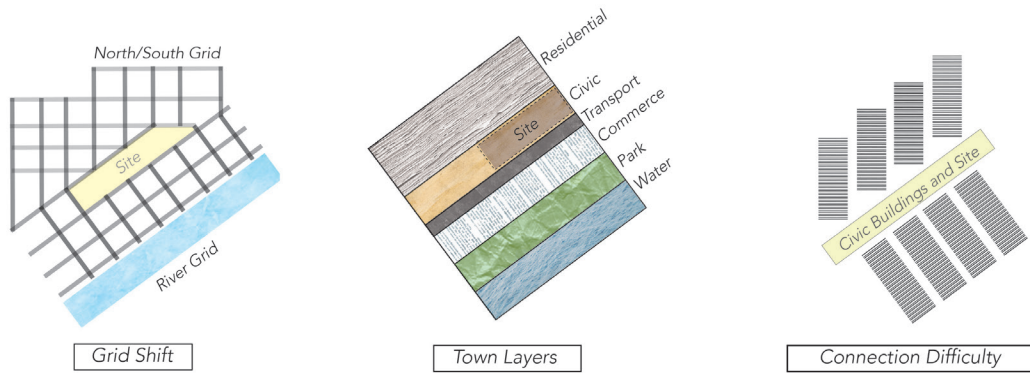 North/South Grid
Site
River Grid
Grid Shift
Residential
Civic
Transport
Commerce
Park
Water
Site
Town Layers
Civic Buildings and Site
Connection Difficulty